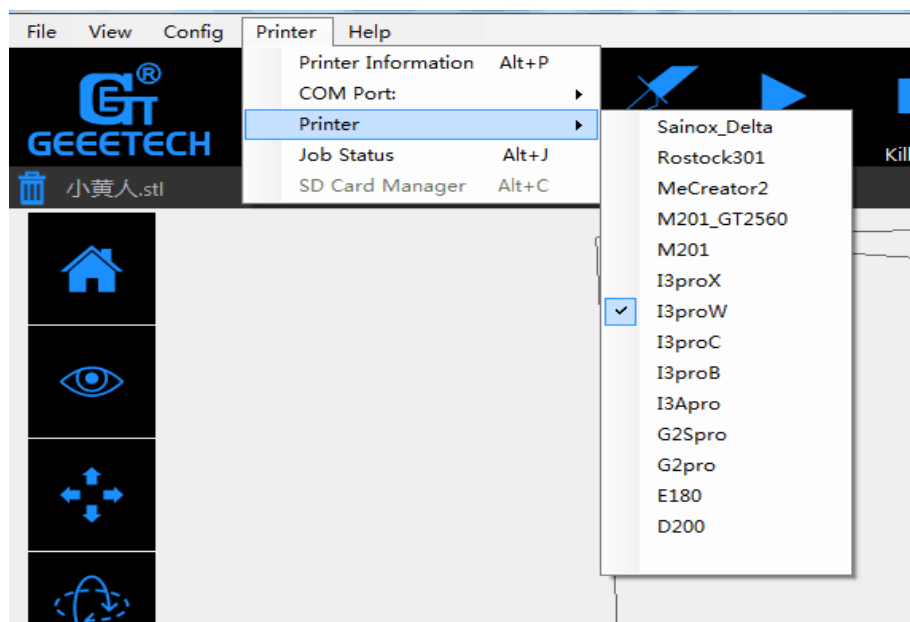 File View Config Printer Help
Printer Information Alt+P
COM Port:
Printer
Job Status Alt+J
SD Card Manager Alt+C
GEEETECH
®
Kill
小黄人.stl
Sainox_Delta
Rostock301
MeCreator2
M201_GT2560
M201
I3proX
I3proW
I3proC
I3proB
I3Apro
G2Spro
G2pro
E180
D200